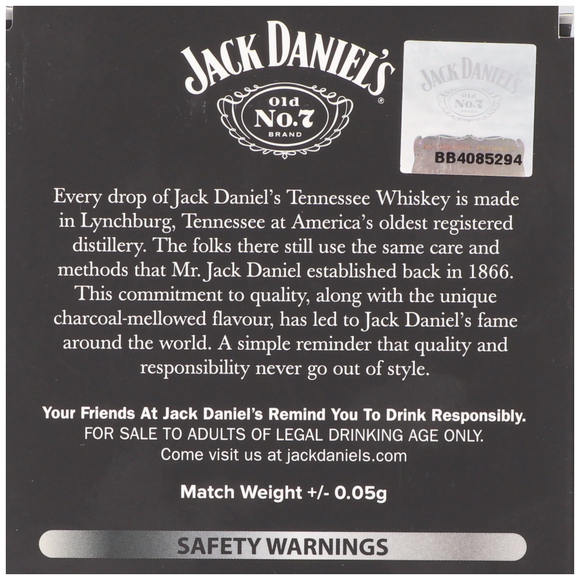 JACK DANIEL'S
®
Old
No.7
BRAND
JACK DANIEL'S
Old
No.7
BB4085294
Every drop of Jack Daniel's Tennessee Whiskey is made
in Lynchburg, Tennessee at America's oldest registered
distillery. The folks there still use the same care and
methods that Mr. Jack Daniel established back in 1866.
This commitment to quality, along with the unique
charcoal-mellowed flavour, has led to Jack Daniel's fame
around the world. A simple reminder that quality and
responsibility never go out of style.
Your Friends At Jack Daniel's Remind You To Drink Responsibly.
FOR SALE TO ADULTS OF LEGAL DRINKING AGE ONLY.
Come visit us at jackdaniels.com
Match Weight +/- 0.05g
SAFETY WARNINGS